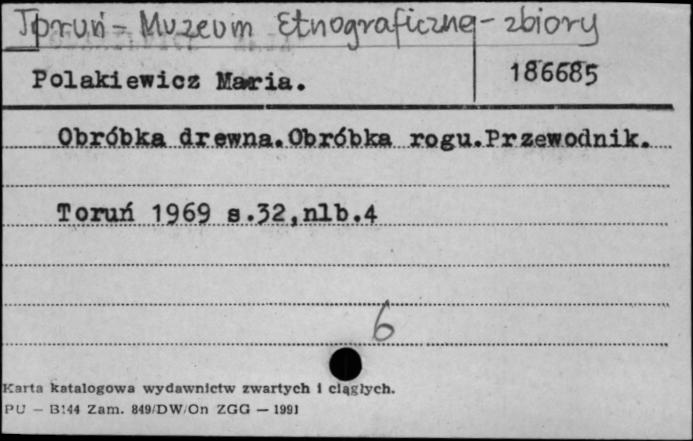 Toruń - Muzeum Etnograficzne - zbiory
Polakiewicz Maria.
186685
Obróbka drewna.Obróbka rogu.Przewodnik.
Toruń 1969 s.32,nlb.4
6
Karta katalogowa wydawnictw zwartych i ciągłych.
PU — B144 Zam. 849/DW/On ZGG — 1991